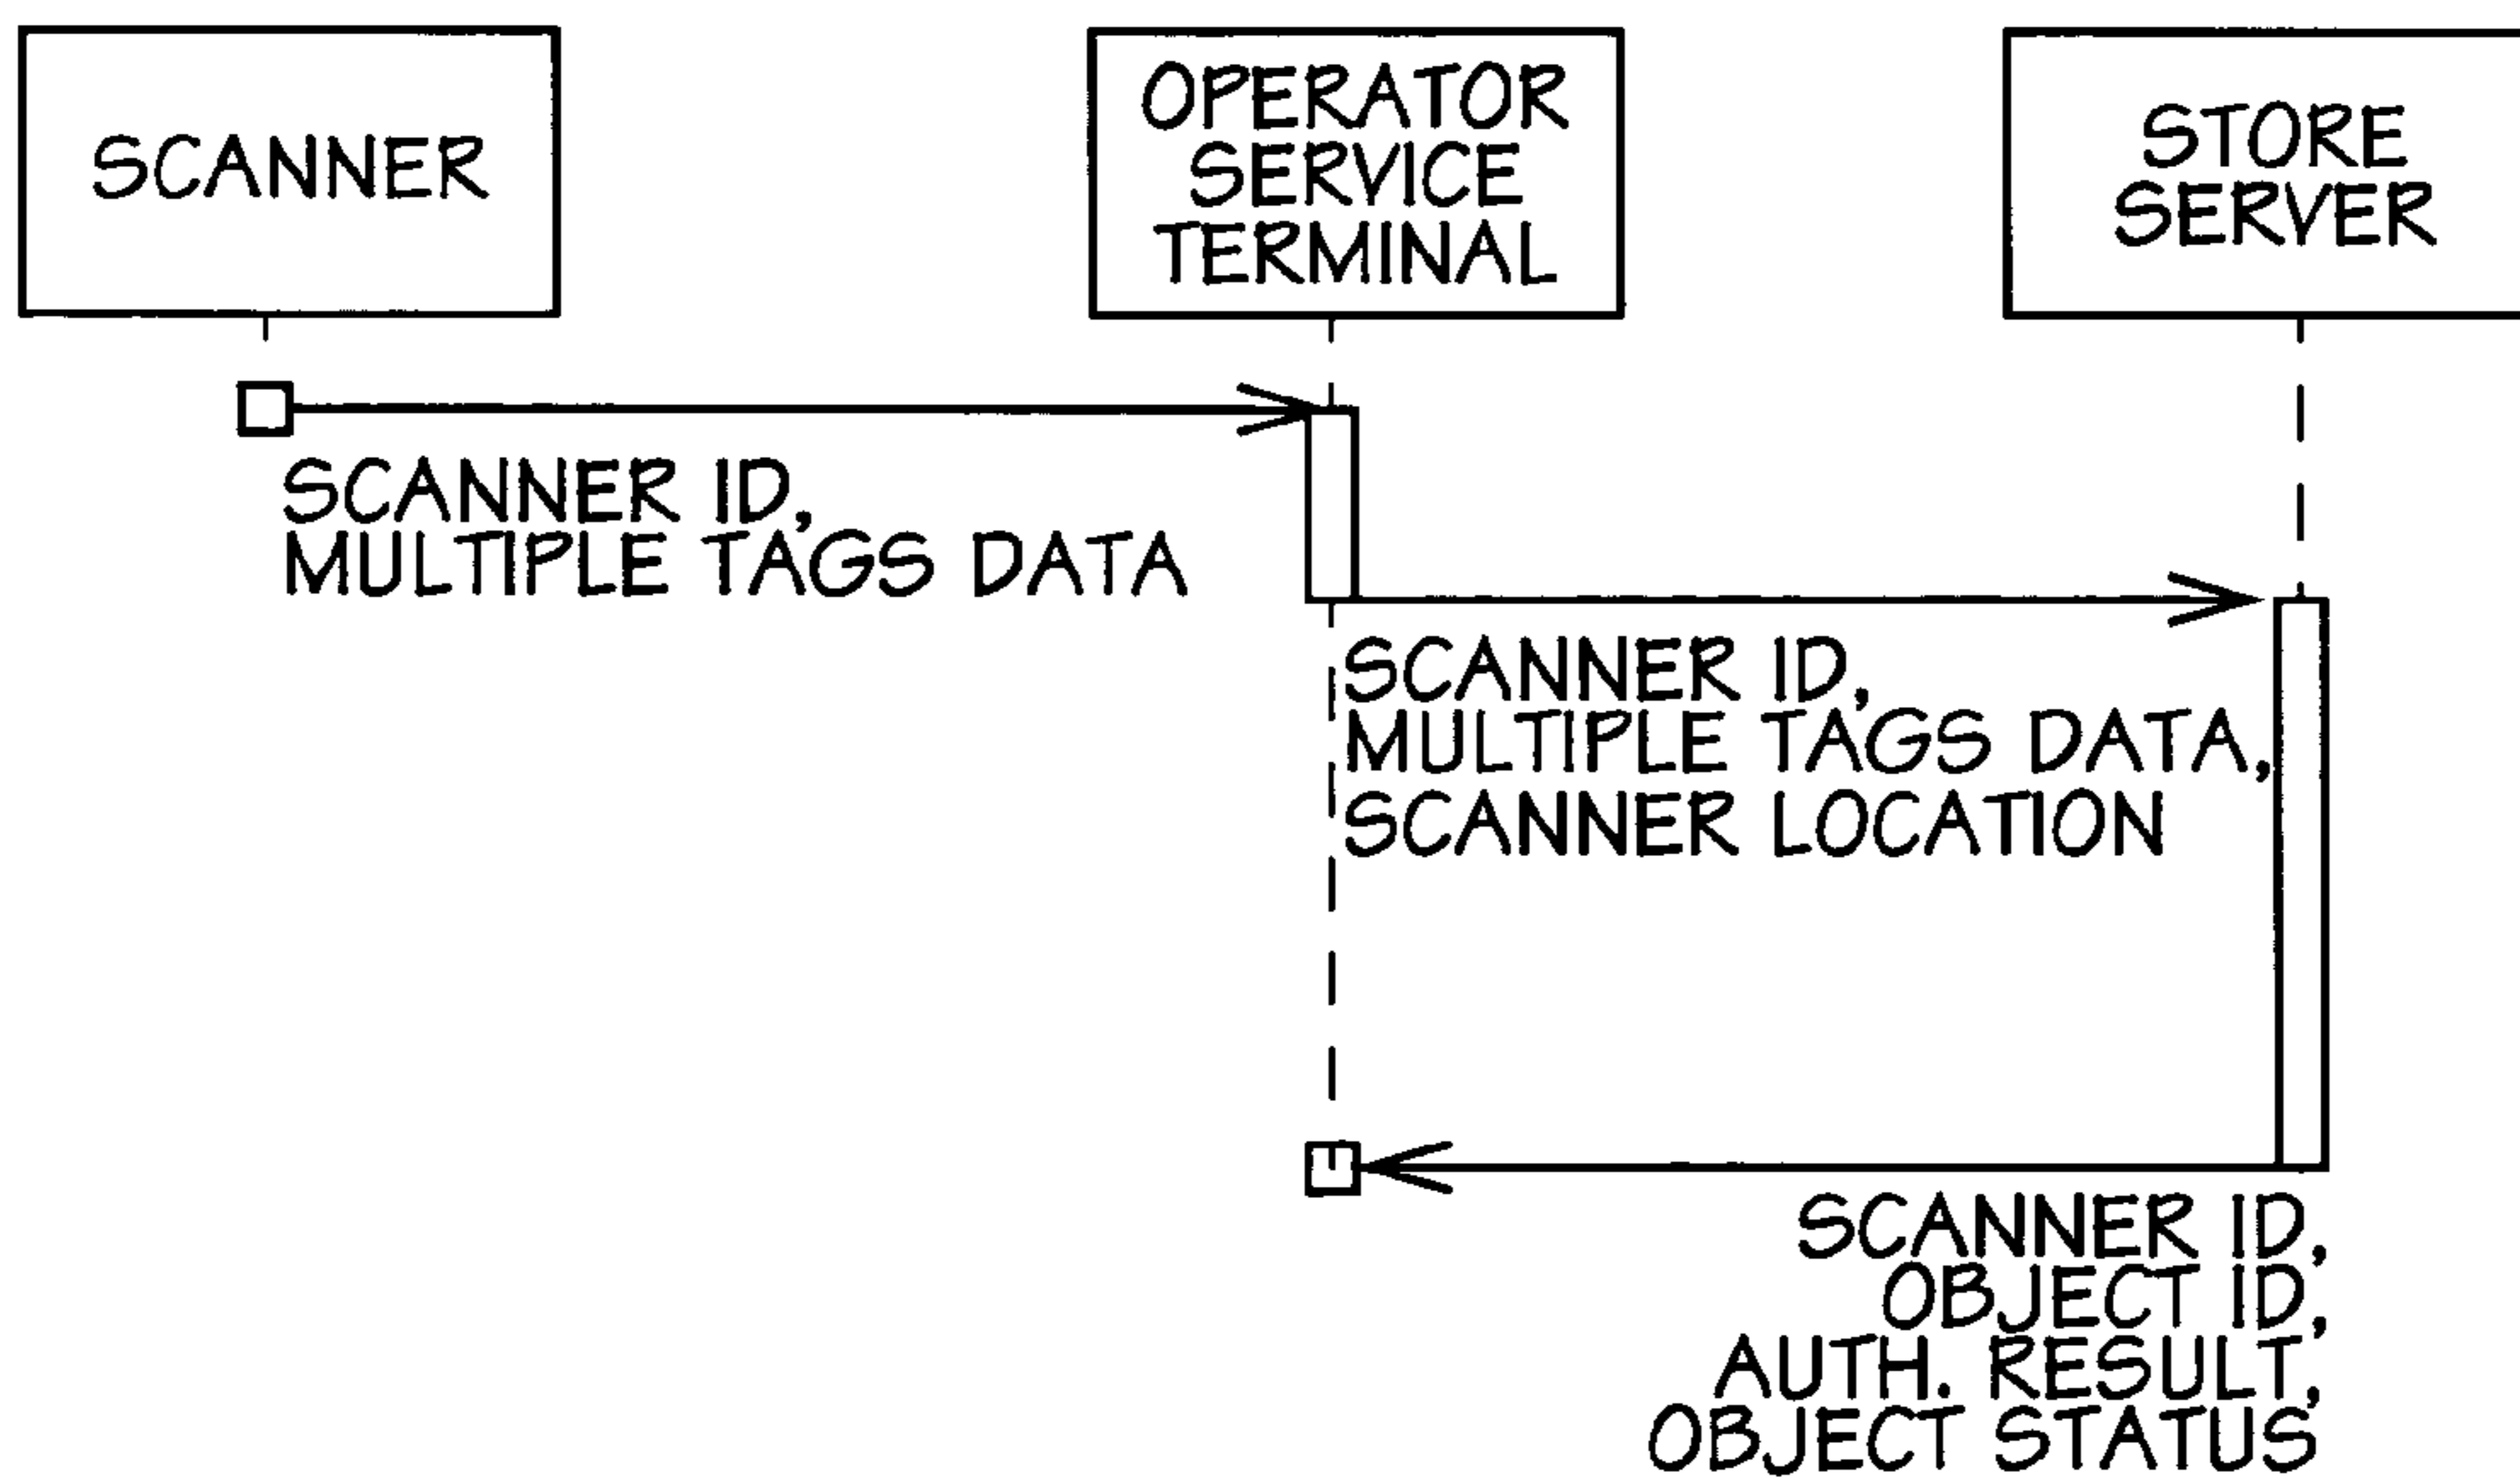 SCANNER
OPERATOR
SERVICE
TERMINAL
STORE
SERVER
SCANNER ID,
MULTIPLE TAGS DATA
SCANNER ID,
MULTIPLE TAGS DATA,
SCANNER LOCATION
SCANNER ID,
OBJECT ID,
AUTH. RESULT,
OBJECT STATUS